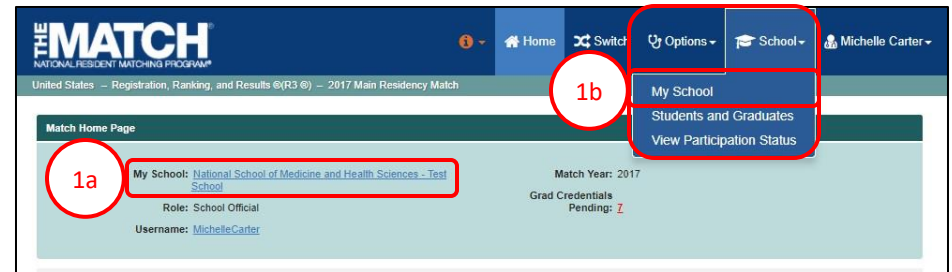 THE MATCH
NATIONAL RESIDENT MATCHING PROGRAM®
Home Switch Options School Michelle Carter
United States – Registration, Ranking, and Results ®(R3 ®) – 2017 Main Residency Match
1b
My School
Students and Graduates
View Participation Status
Match Home Page
1a
My School: National School of Medicine and Health Sciences - Test
School
Role: School Official
Username: MichelleCarter
Match Year: 2017
Grad Credentials
Pending: 7